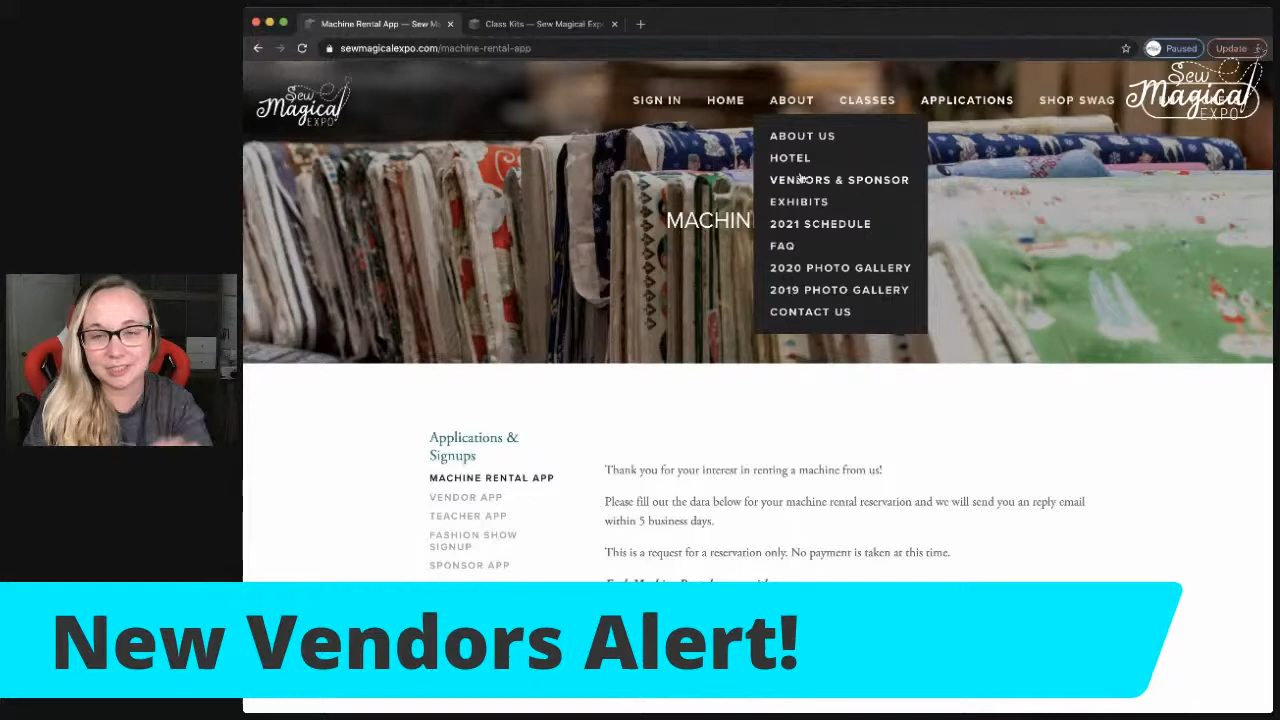 Machine Rental App — Sew Ma
Class Kits — Sew Magical Expo
sewmagicalexpo.com/machine-rental-app
Paused
Update
Sew
Magical
EXPO
SIGN IN
HOME
ABOUT
CLASSES
APPLICATIONS
SHOP SWAG
Sew
Magical
EXPO
ABOUT US
HOTEL
VENDORS & SPONSOR
EXHIBITS
2021 SCHEDULE
FAQ
2020 PHOTO GALLERY
2019 PHOTO GALLERY
CONTACT US
MACHIN
Applications &
Signups
MACHINE RENTAL APP
VENDOR APP
TEACHER APP
FASHION SHOW
SIGNUP
SPONSOR APP
Thank you for your interest in renting a machine from us!
Please fill out the data below for your machine rental reservation and we will send you an reply email
within 5 business days.
This is a request for a reservation only. No payment is taken at this time.
New Vendors Alert!